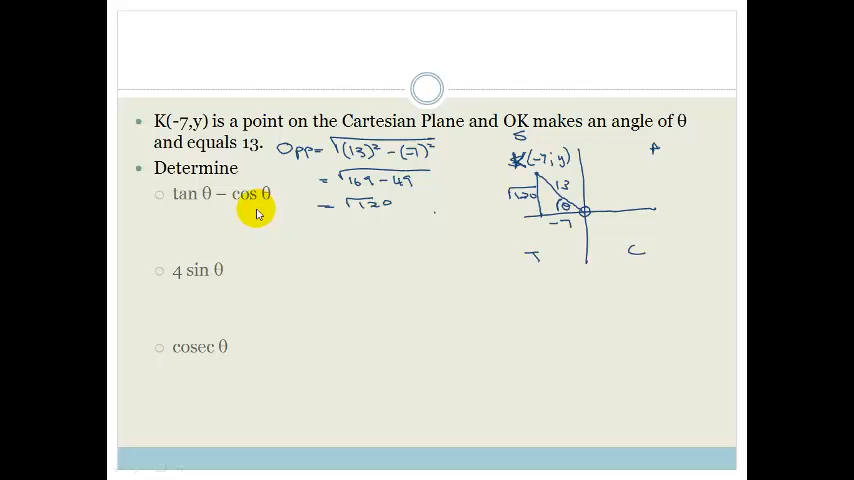 K(-7,y) is a point on the Cartesian Plane and OK makes an angle of θ
and equals 13.
Opp = √(13)² - (-7)²
= √169 - 49
= √120
S
A
K(-7; y)
13
√120
θ
-7
T
C
Determine
tan θ – cos θ
4 sin θ
cosec θ